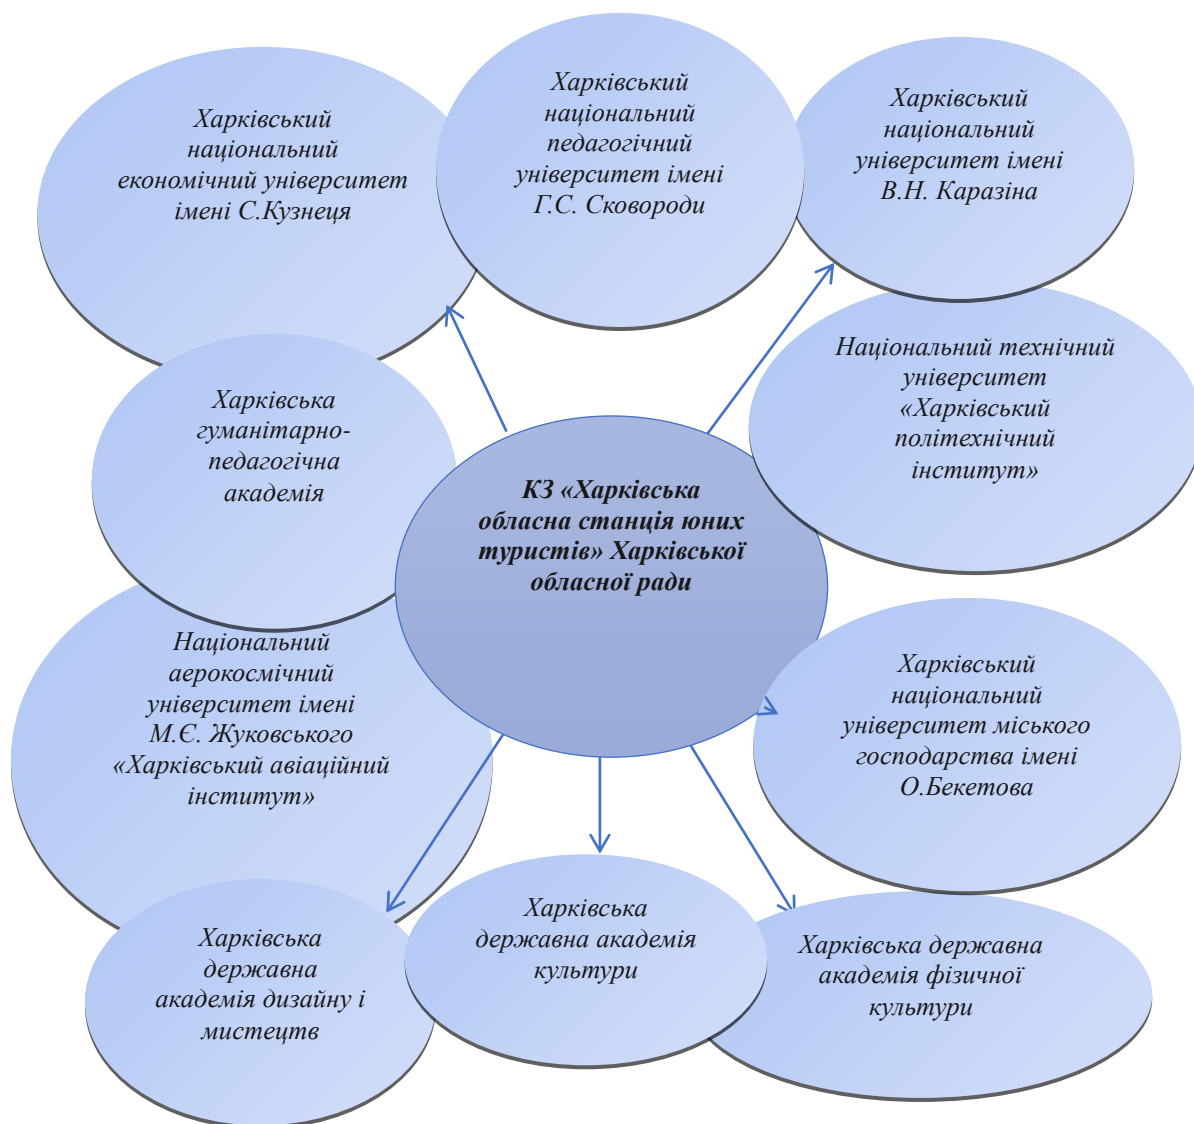 Харківський
національний
економічний університет
імені С.Кузнеця
Харківський
національний
педагогічний
університет імені
Г.С. Сковороди
Харківський
національний
університет імені
В.Н. Каразіна
Національний технічний
університет
«Харківський
політехнічний
інститут»
Харківська
гуманітарно-
педагогічна
академія
КЗ «Харківська
обласна станція юних
туристів» Харківської
обласної ради
Національний
аерокосмічний
університет імені
М.Є. Жуковського
«Харківський авіаційний
інститут»
Харківський
національний
університет міського
господарства імені
О.Бекетова
Харківська
державна
академія дизайну і
мистецтв
Харківська
державна академія
культури
Харківська державна
академія фізичної
культури